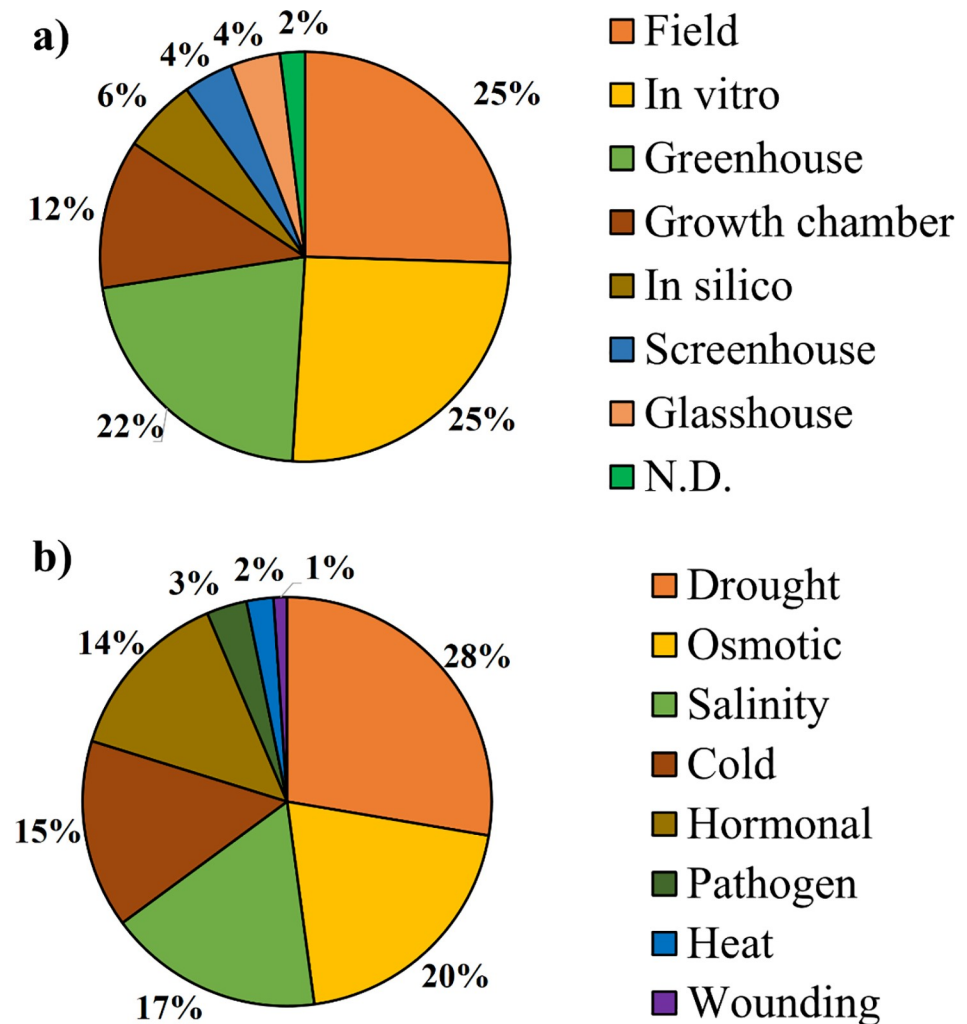 a)
2%
4%
4%
6%
12%
22%
25%
25%
Field
In vitro
Greenhouse
Growth chamber
In silico
Screenhouse
Glasshouse
N.D.
b)
1%
2%
3%
14%
15%
17%
20%
28%
Drought
Osmotic
Salinity
Cold
Hormonal
Pathogen
Heat
Wounding